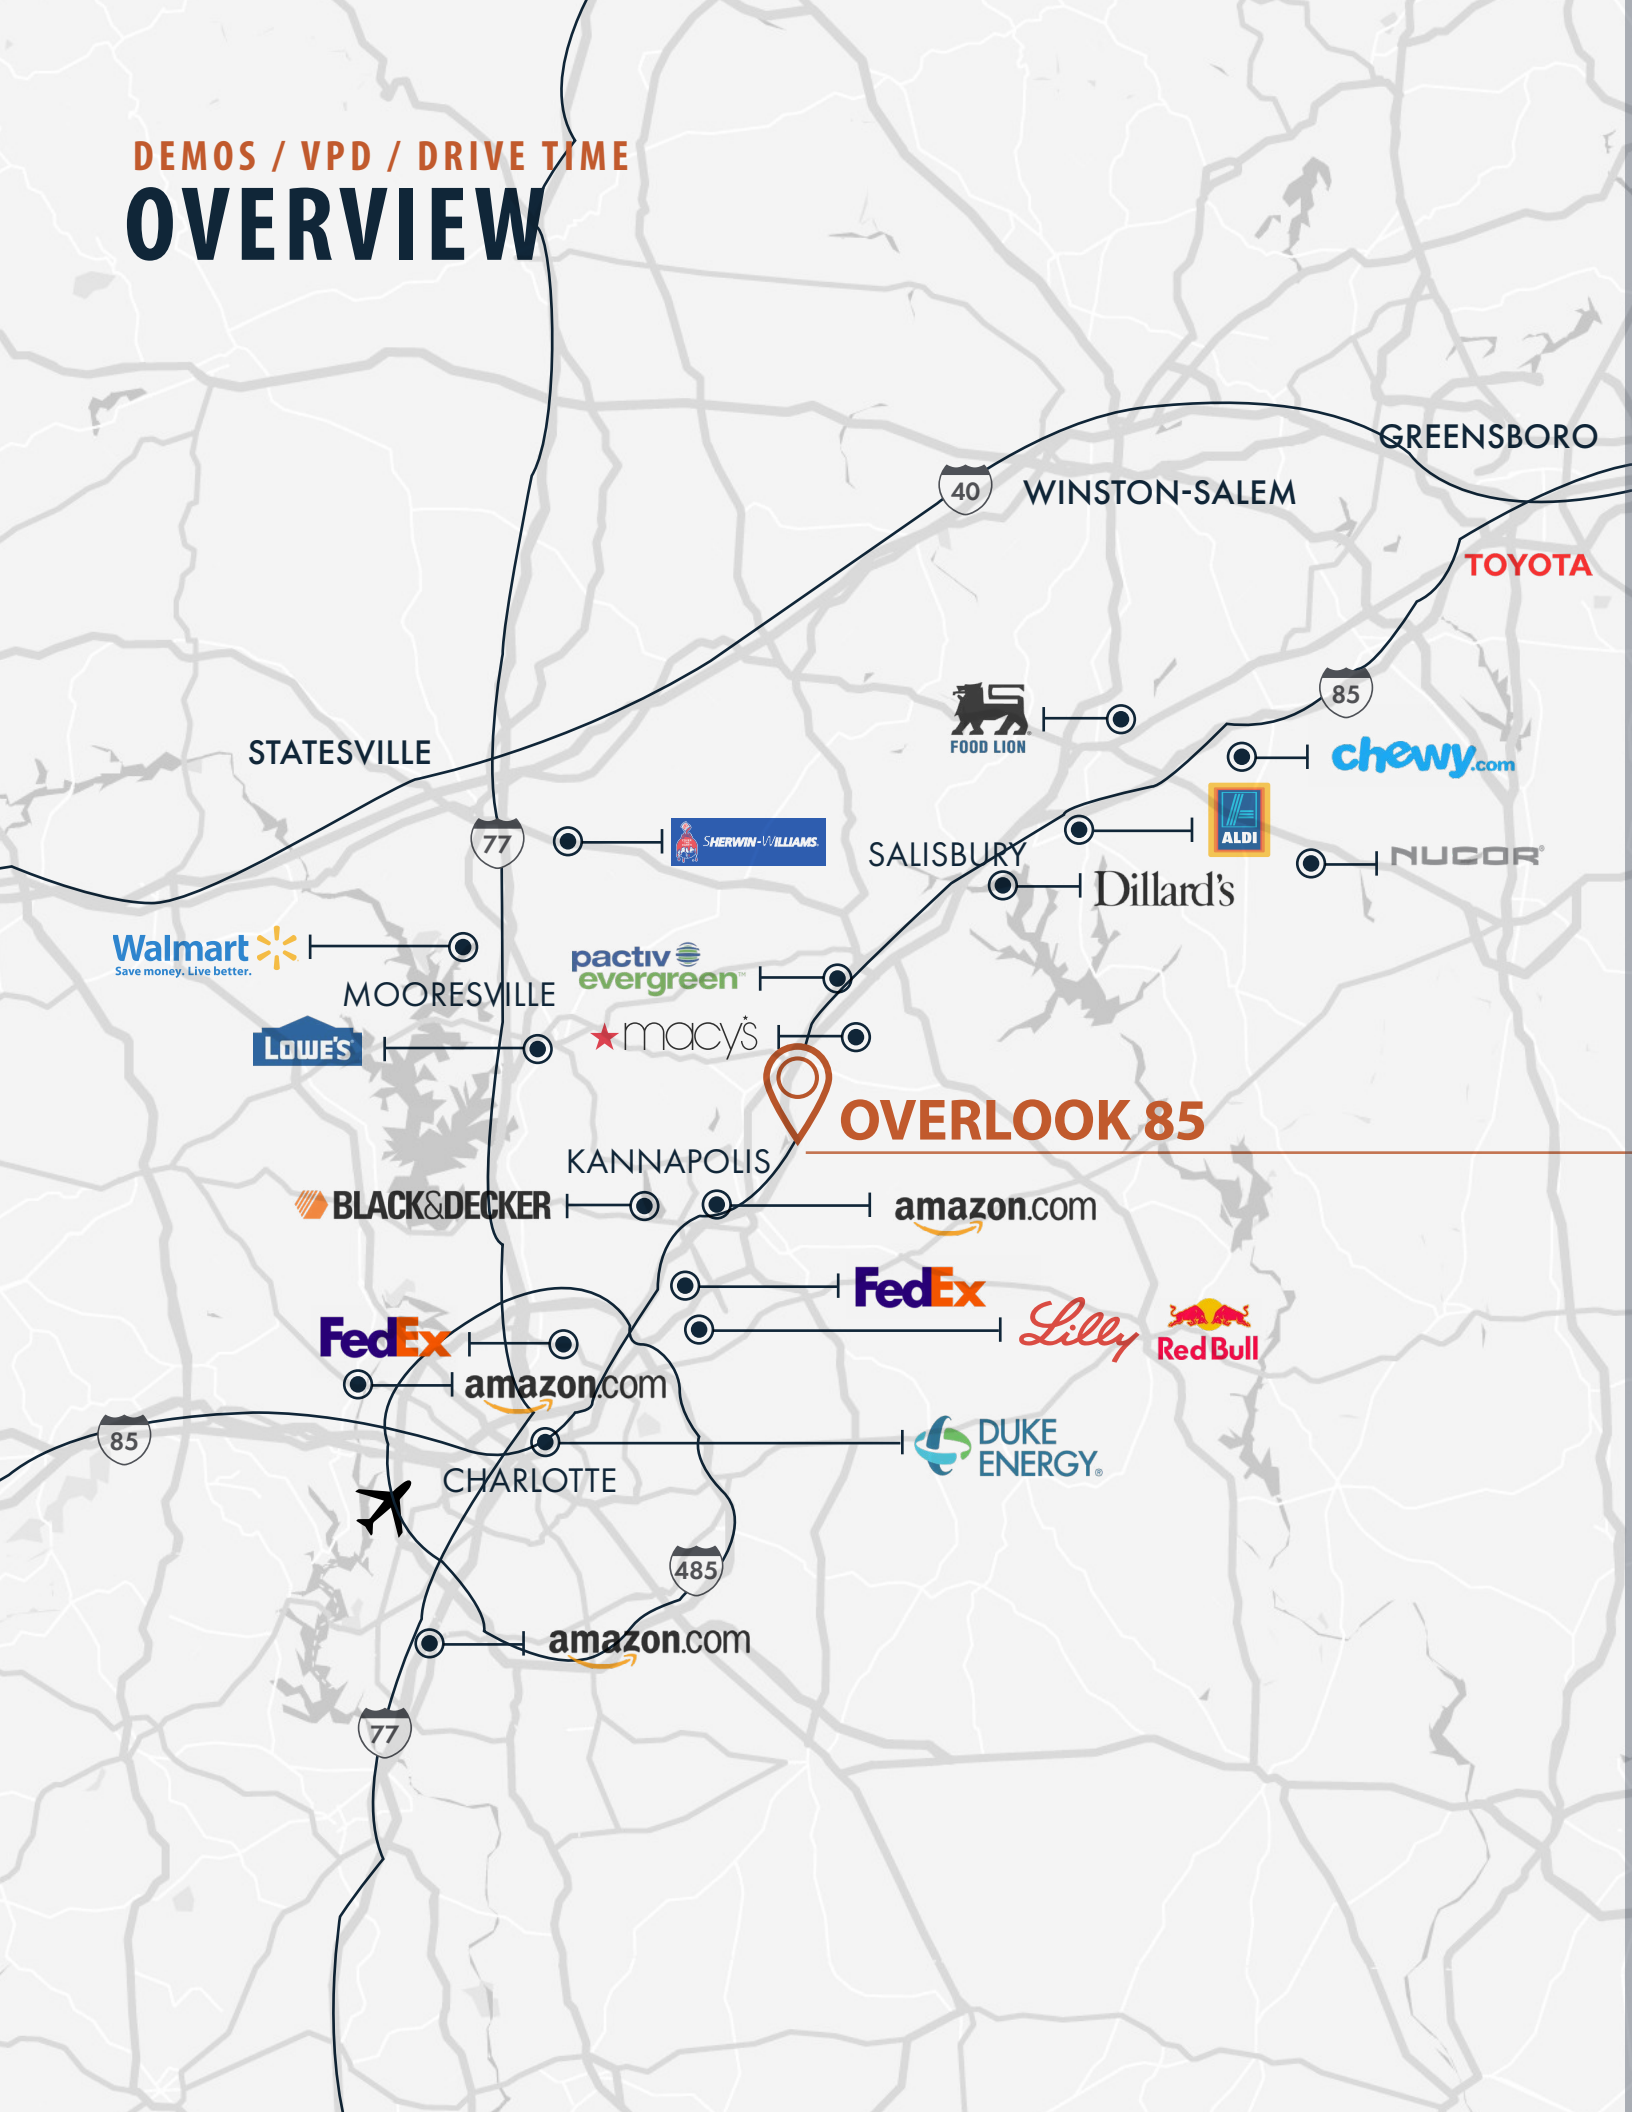 DEMOS / VPD / DRIVE TIME
OVERVIEW
GREENSBORO
40
WINSTON-SALEM
TOYOTA
85
FOOD LION
chewy.com
STATESVILLE
77
SHERWIN-WILLIAMS.
ALDI
SALISBURY
NUCOR®
Dillard's
Walmart
Save money. Live better.
pactiv
evergreen™
MOORESVILLE
LOWE'S
macy's
OVERLOOK 85
KANNAPOLIS
BLACK&DECKER
amazon.com
FedEx
Lilly
Red Bull
FedEx
amazon.com
85
DUKE
ENERGY®
CHARLOTTE
485
amazon.com
77